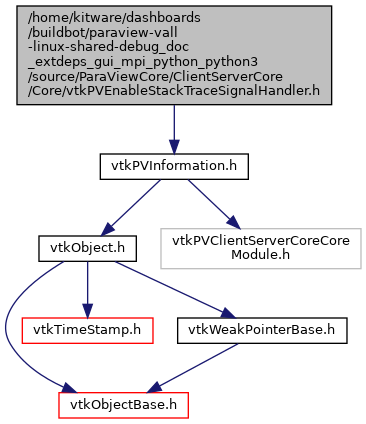 /home/kitware/dashboards
/buildbot/paraview-vall
-linux-shared-debug_doc
_extdeps_gui_mpi_python_python3
/source/ParaViewCore/ClientServerCore
/Core/vtkPVEnableStackTraceSignalHandler.h
vtkPVInformation.h
vtkObject.h
vtkPVClientServerCoreCore
Module.h
vtkTimeStamp.h
vtkWeakPointerBase.h
vtkObjectBase.h